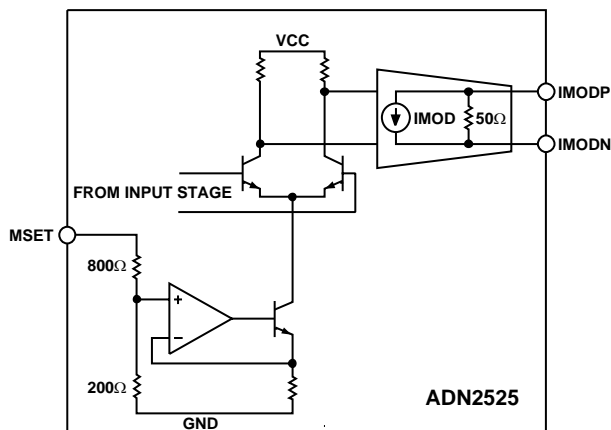 VCC
IMODP
IMOD
50Ω
IMODN
FROM INPUT STAGE
MSET
800Ω
+
–
200Ω
GND
ADN2525